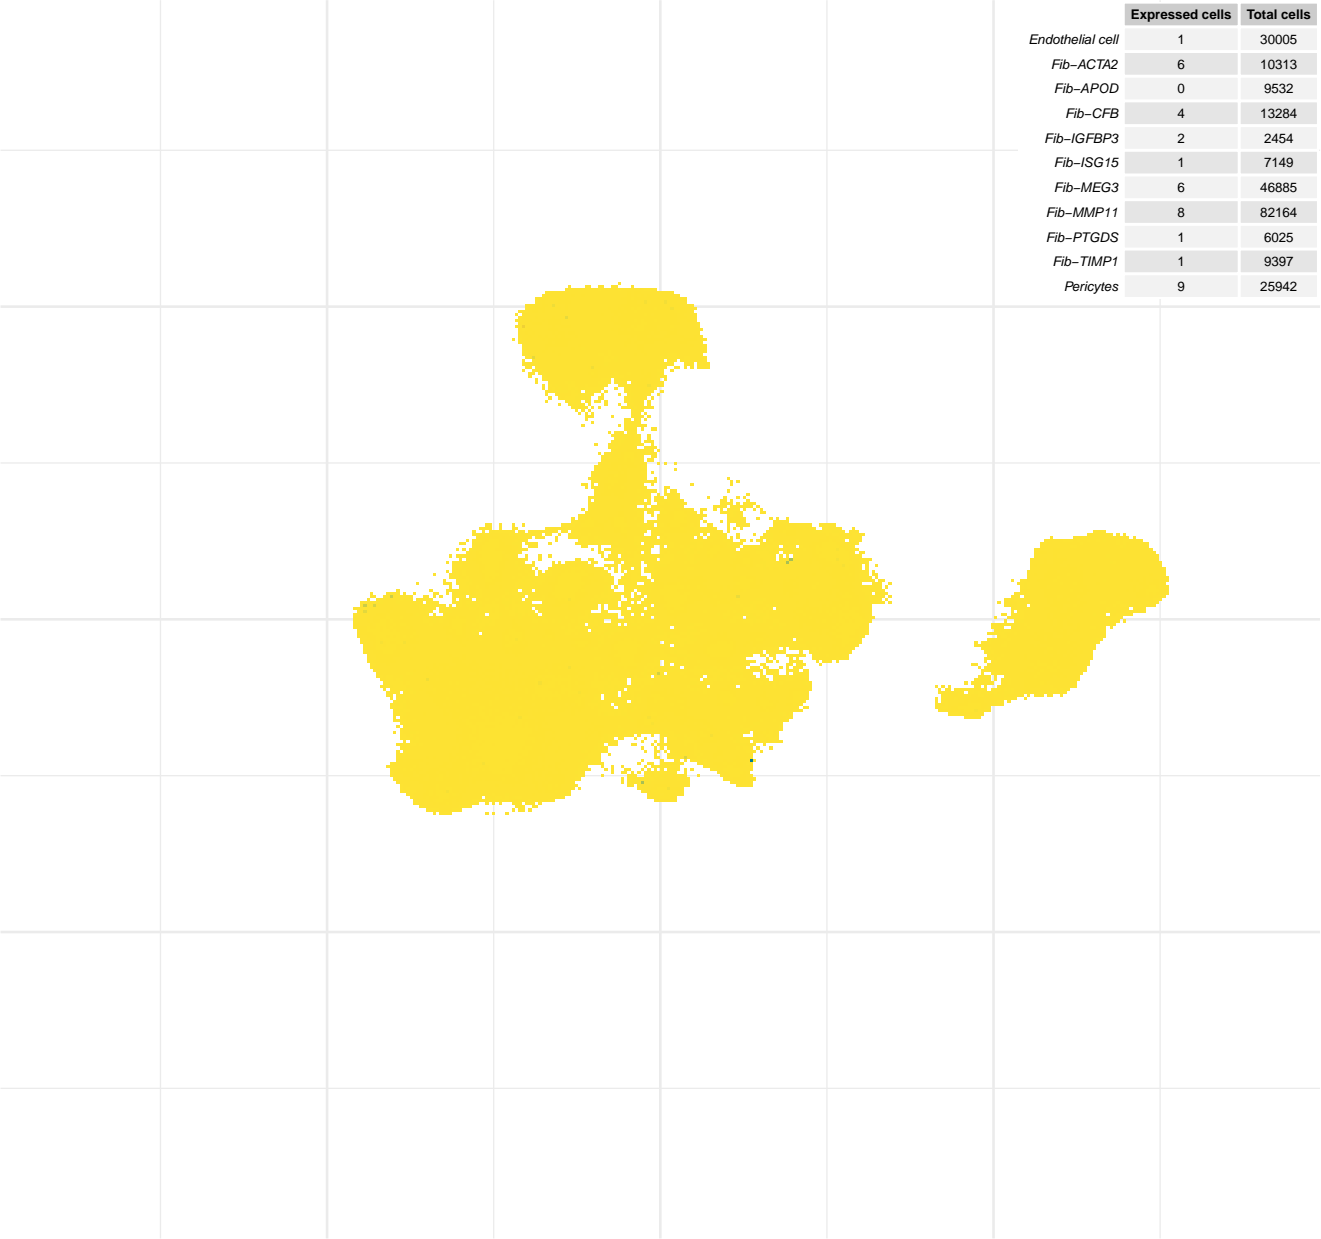 Expressed cells Total cells
Endothelial cell 1 30005
Fib−ACTA2 6 10313
Fib−APOD 0 9532
Fib−CFB 4 13284
Fib−IGFBP3 2 2454
Fib−ISG15 1 7149
Fib−MEG3 6 46885
Fib−MMP11 8 82164
Fib−PTGDS 1 6025
Fib−TIMP1 1 9397
Pericytes 9 25942